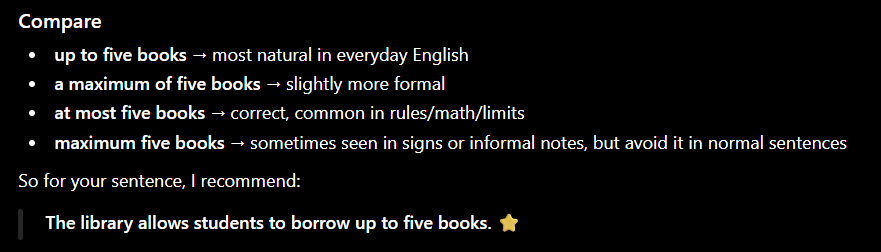 Compare
• up to five books → most natural in everyday English
• a maximum of five books → slightly more formal
• at most five books → correct, common in rules/math/limits
• maximum five books → sometimes seen in signs or informal notes, but avoid it in normal sentences
So for your sentence, I recommend:
The library allows students to borrow up to five books. ⭐